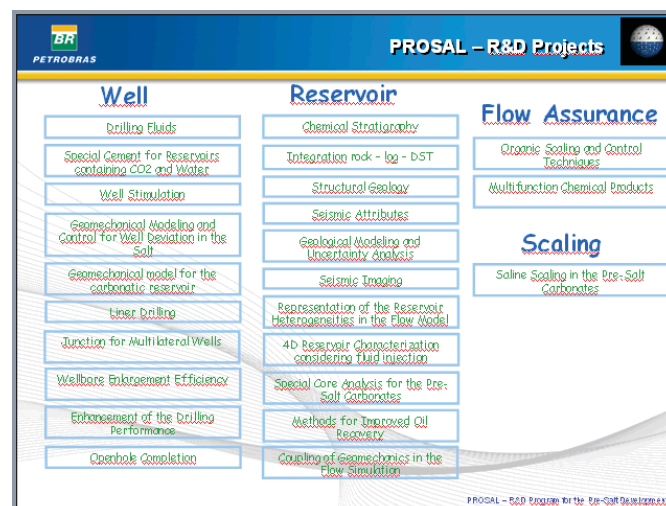 BR
PETROBRAS
PROSAL – R&D Projects
Well
Drilling Fluids
Special Cement for Reservoirs
containing CO2 and Water
Well Stimulation
Geomechanical Modeling and
Control for Well Deviation in the
Salt
Geomechanical model for the
carbonatic reservoir
Liner Drilling
Junction for Multilateral Wells
Wellbore Enlargement Efficiency
Enhancement of the Drilling
Performance
Openhole Completion
Reservoir
Chemical Stratigraphy
Integration rock - log - DST
Structural Geology
Seismic Attributes
Geological Modeling and
Uncertainty Analysis
Seismic Imaging
Representation of the Reservoir
Heterogeneities in the Flow Model
4D Reservoir Characterization
considering fluid injection
Special Core Analysis for the Pre-
Salt Carbonates
Methods for Improved Oil
Recovery
Coupling of Geomechanics in the
Flow Simulation
Flow Assurance
Organic Scaling and Control
Techniques
Multifunction Chemical Products
Scaling
Saline Scaling in the Pre-Salt
Carbonates
PROSAL – R&D Program for the Pre-Salt Development